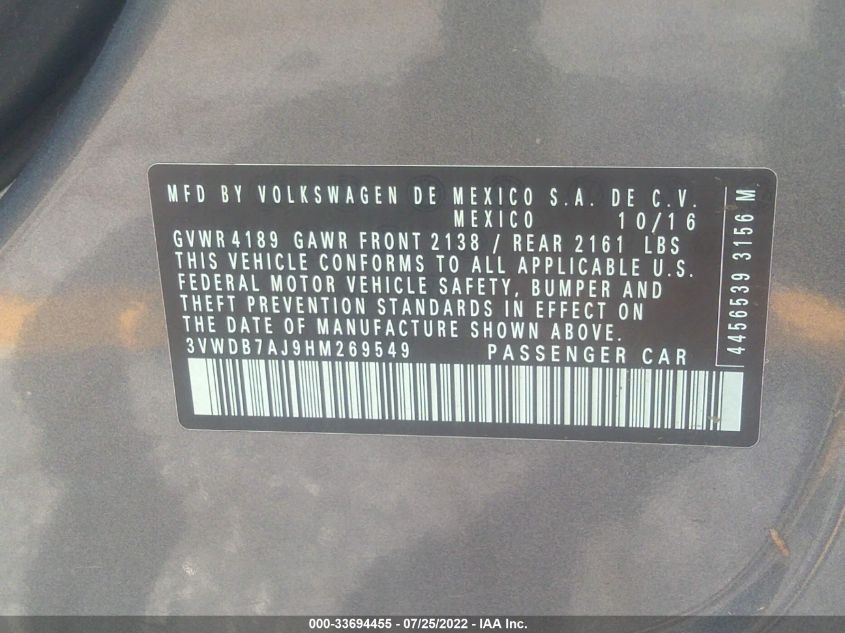 MFD BY VOLKSWAGEN DE MEXICO S.A. DE C.V.
MEXICO 10/16
GVWR 4189 GAWR FRONT 2138 / REAR 2161 LBS
THIS VEHICLE CONFORMS TO ALL APPLICABLE U.S.
FEDERAL MOTOR VEHICLE SAFETY, BUMPER AND
THEFT PREVENTION STANDARDS IN EFFECT ON
THE DATE OF MANUFACTURE SHOWN ABOVE.
3VWDB7AJ9HM269549 PASSENGER CAR
4456539 3156 M
000-33694455 / 07/25/2022 - IAA Inc.